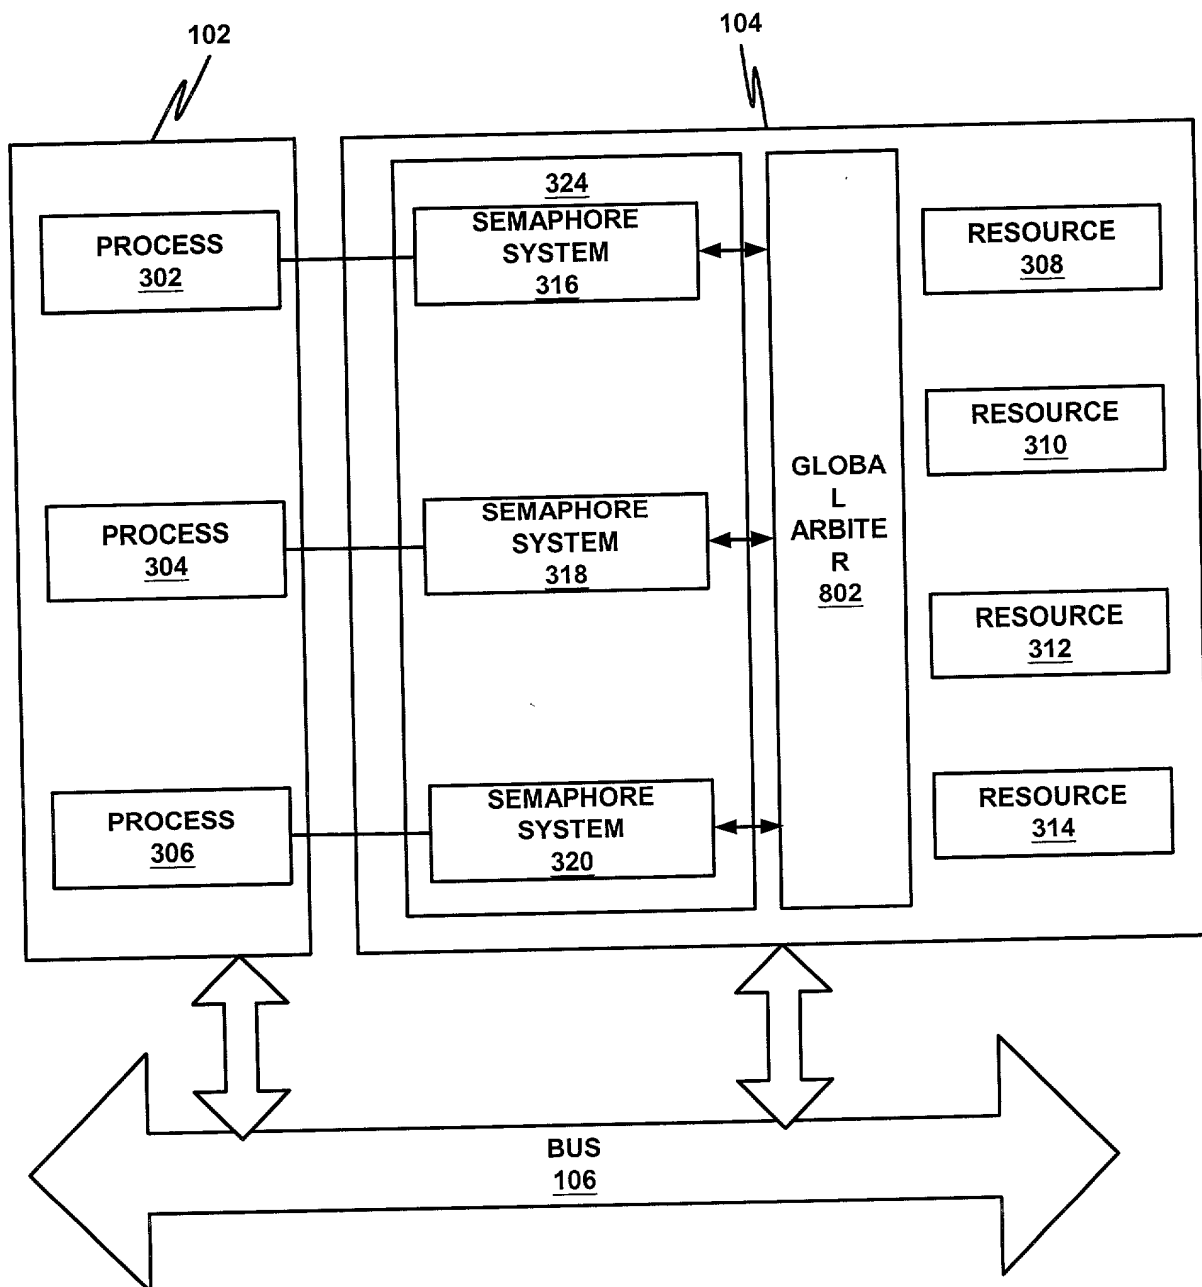 102
104
PROCESS
302
PROCESS
304
PROCESS
306
324
SEMAPHORE
SYSTEM
316
SEMAPHORE
SYSTEM
318
SEMAPHORE
SYSTEM
320
GLOBA
L
ARBITE
R
802
RESOURCE
308
RESOURCE
310
RESOURCE
312
RESOURCE
314
BUS
106